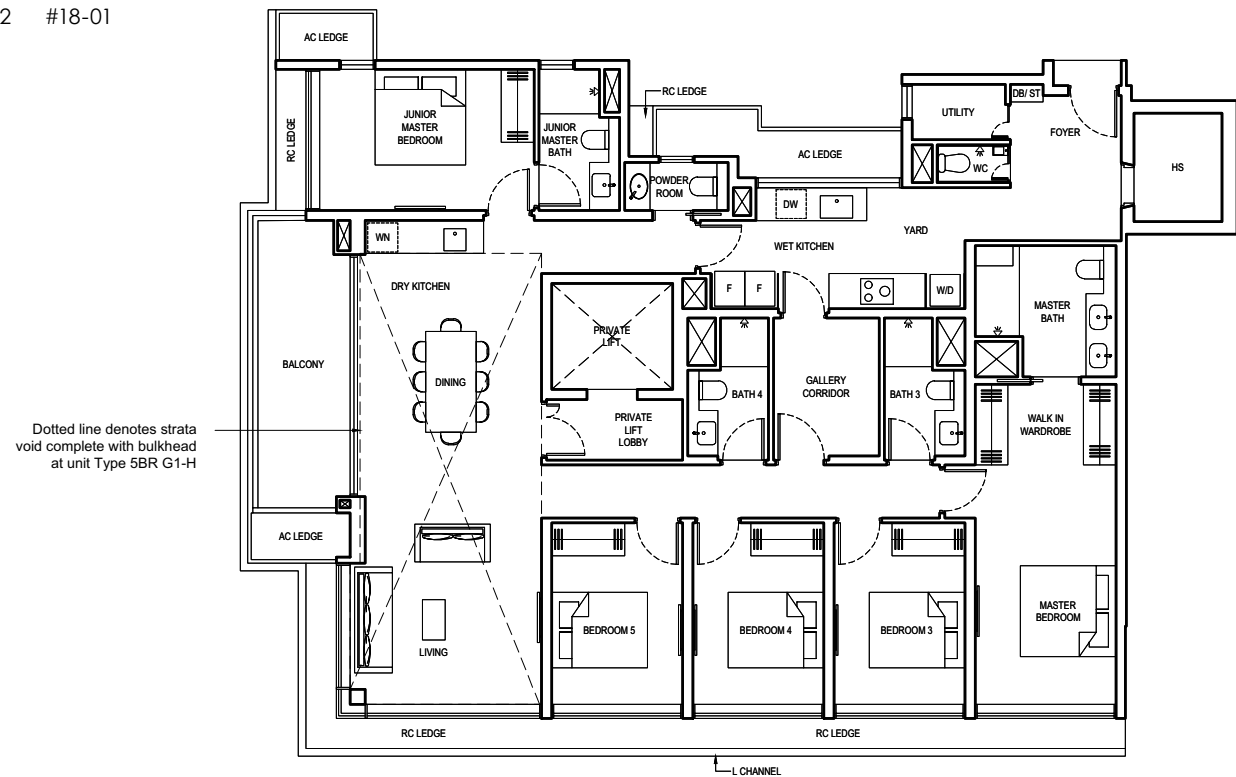 2 #18-01
AC LEDGE
RC LEDGE
JUNIOR
MASTER
BEDROOM
JUNIOR
MASTER
BATH
RC LEDGE
AC LEDGE
UTILITY
DB/ ST
FOYER
WC
HS
POWDER
ROOM
DW
WN
WET KITCHEN
YARD
DRY KITCHEN
F
F
W/D
MASTER
BATH
BALCONY
PRIVATE
LIFT
DINING
GALLERY
CORRIDOR
BATH 4
BATH 3
PRIVATE
LIFT
LOBBY
WALK IN
WARDROBE
Dotted line denotes strata
void complete with bulkhead
at unit Type 5BR G1-H
AC LEDGE
LIVING
BEDROOM 5
BEDROOM 4
BEDROOM 3
MASTER
BEDROOM
RC LEDGE
RC LEDGE
L CHANNEL